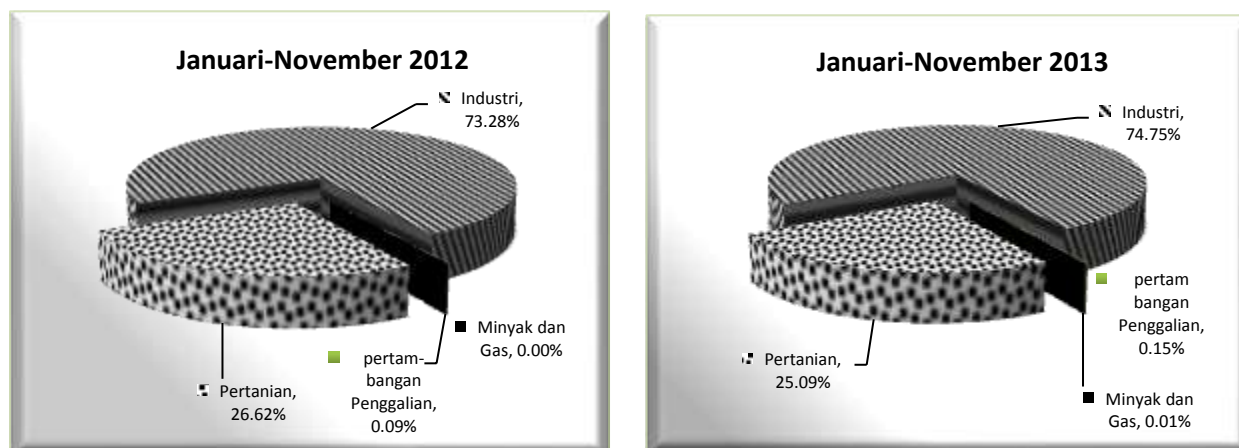 Januari-November 2012
Industri,
73.28%
Minyak dan
Gas, 0.00%
pertam-
bangan
Penggalian,
0.09%
Pertanian,
26.62%
Januari-November 2013
Industri,
74.75%
pertam
bangan
Penggalian,
0.15%
Pertanian,
25.09%
Minyak dan
Gas, 0.01%